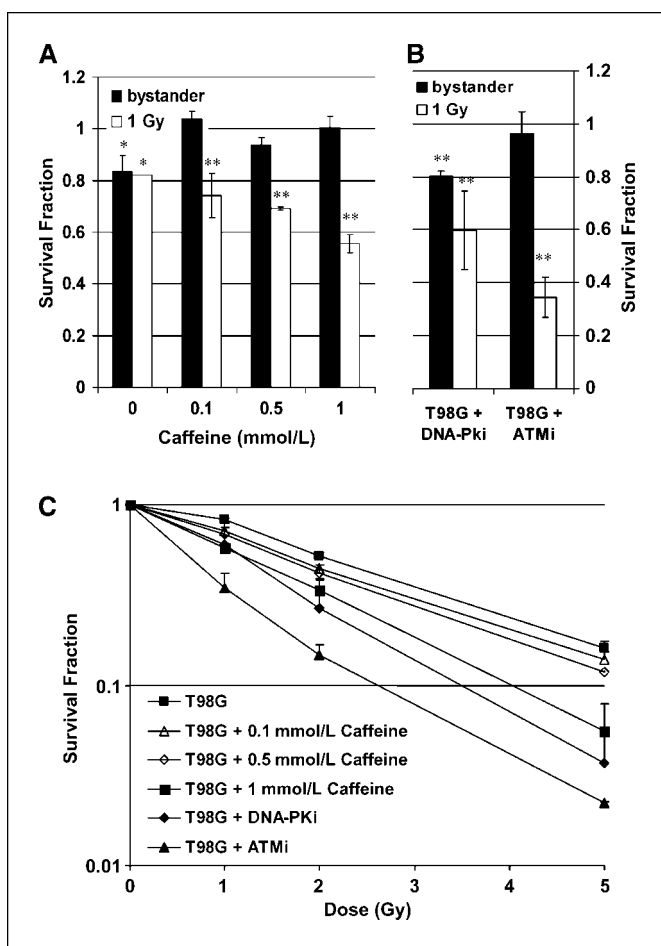 A
1.2
1
0.8
0.6
0.4
0.2
0
Survival Fraction
bystander
1 Gy
*
*
**
**
**
0
0.1
0.5
1
Caffeine (mmol/L)
B
1.2
1
0.8
0.6
0.4
0.2
0
Survival Fraction
bystander
1 Gy
**
**
**
T98G +
DNA-Pki
T98G +
ATMi
C
1
0.1
0.01
Survival Fraction
T98G
T98G + 0.1 mmol/L Caffeine
T98G + 0.5 mmol/L Caffeine
T98G + 1 mmol/L Caffeine
T98G + DNA-PKi
T98G + ATMi
0
1
2
3
4
5
Dose (Gy)